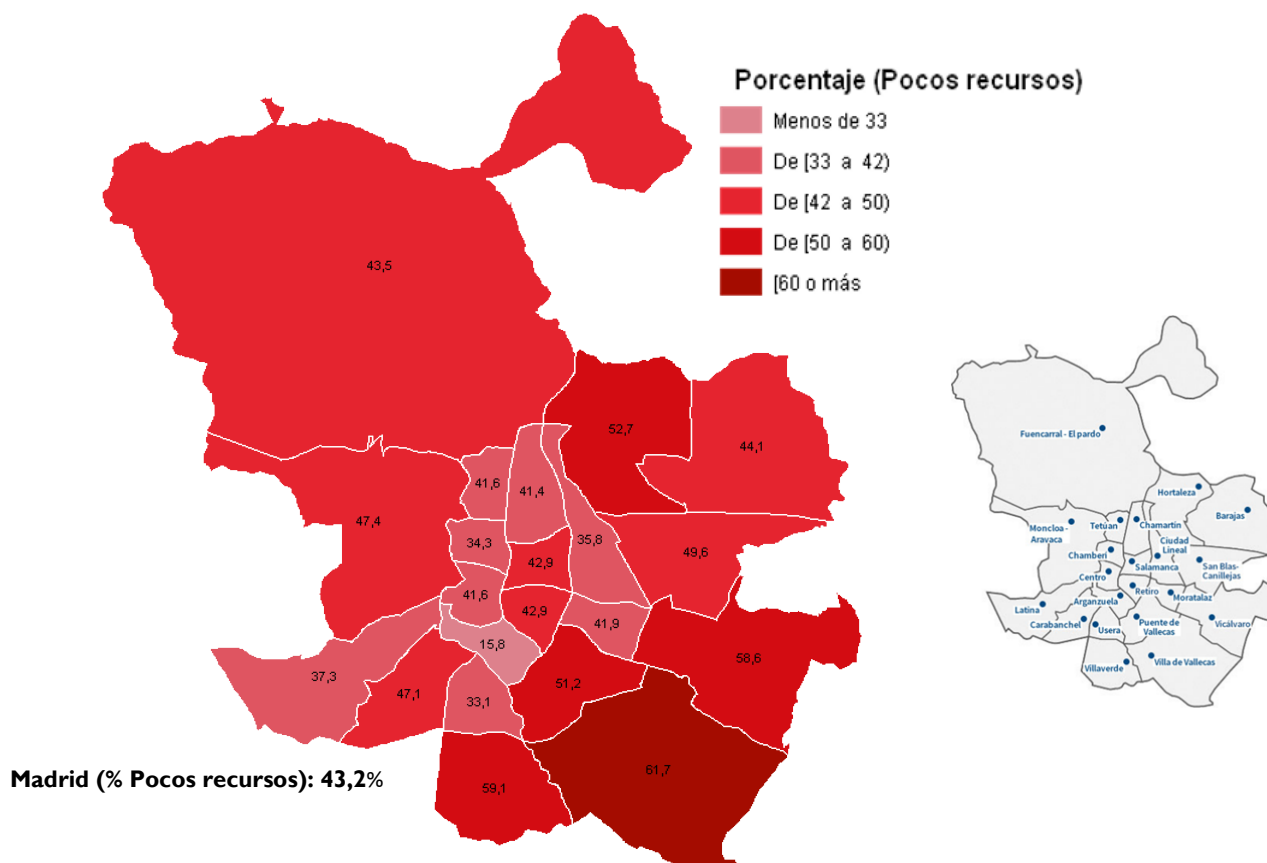 Porcentaje (Pocos recursos)
Menos de 33
De [33 a 42)
De [42 a 50)
De [50 a 60)
[60 o más
43,5
52,7
44,1
41,6
41,4
47,4
34,3
35,8
42,9
49,6
41,6
42,9
41,9
15,8
58,6
37,3
47,1
33,1
51,2
61,7
59,1
Madrid (% Pocos recursos): 43,2%
Fuencarral - El pardo
Hortaleza
Barajas
Moncloa -
Aravaca
Tetúan
Chamartín
Chamberí
Ciudad
Lineal
Salamanca
San Blas-
Canillejas
Centro
Retiro
Moratalaz
Latina
Arganzuela
Carabanchel
Usera
Puente de
Vallecas
Vicálvaro
Villaverde
Villa de Vallecas